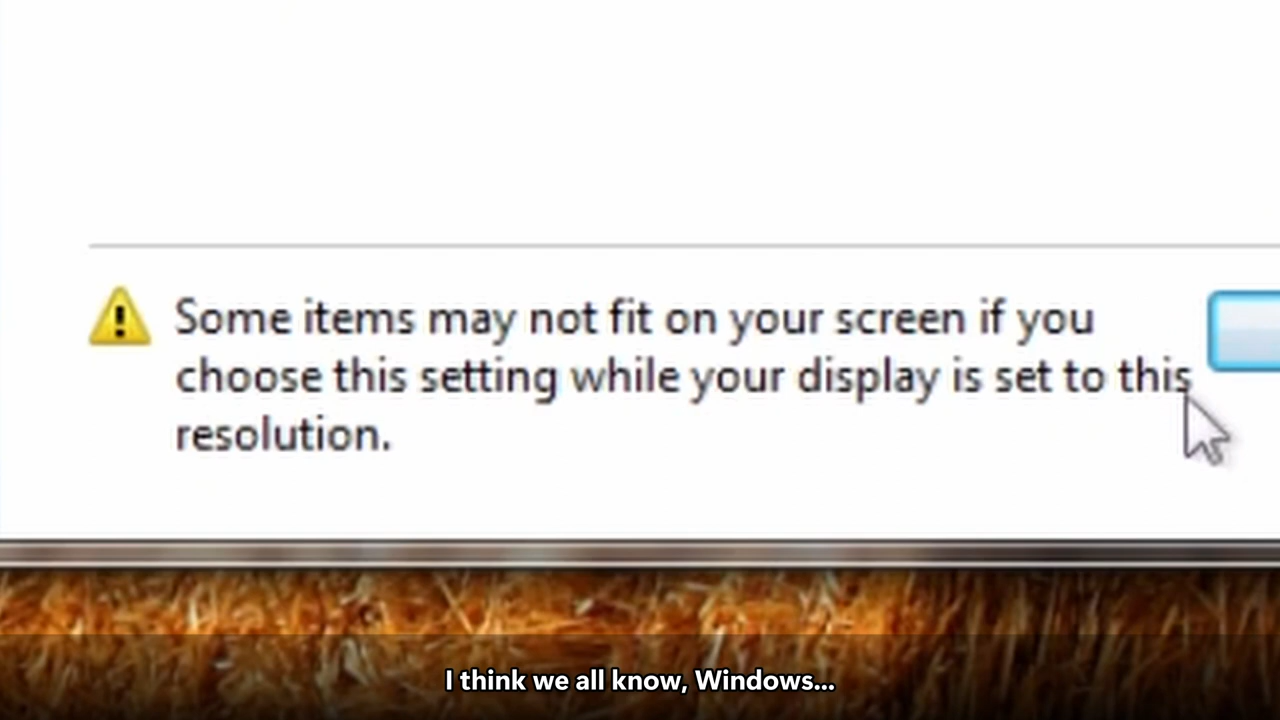 Some items may not fit on your screen if you
choose this setting while your display is set to this
resolution.
I think we all know, Windows...